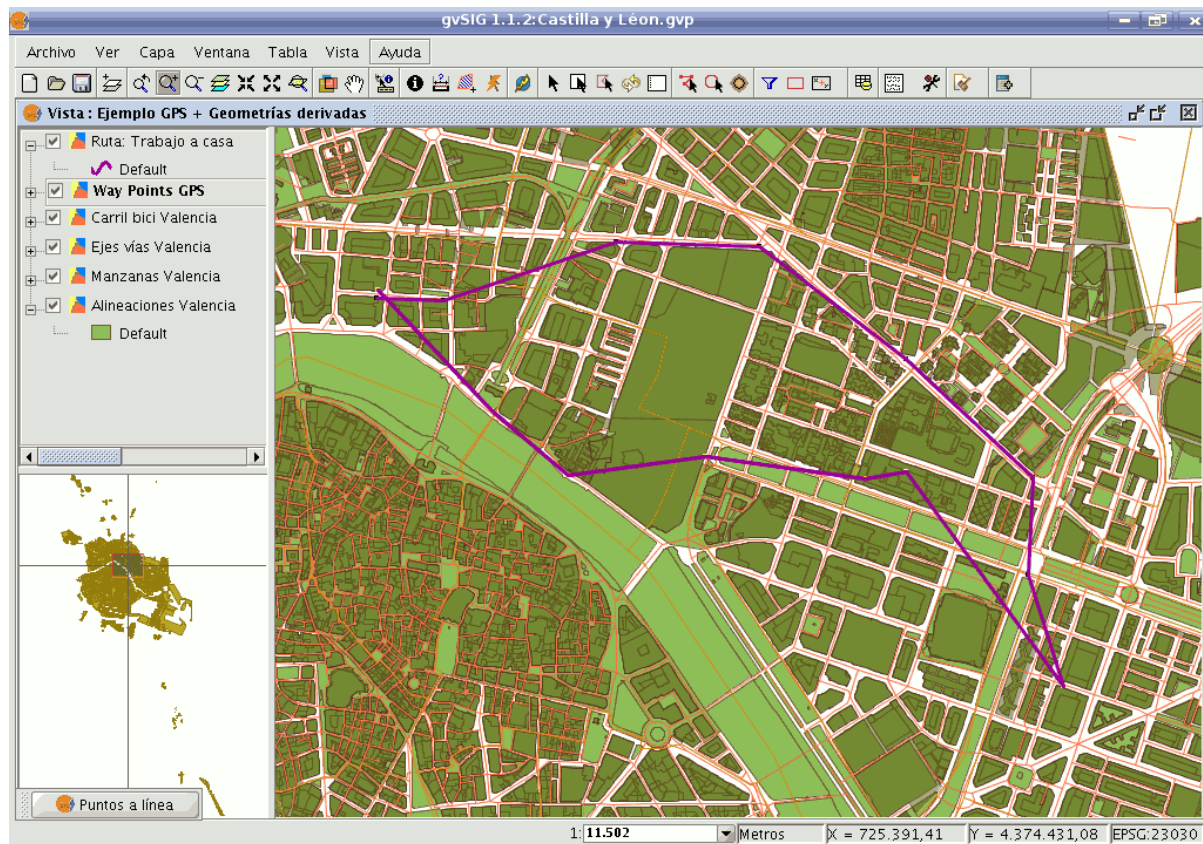 gvSIG 1.1.2:Castilla y Léon.gvp
Archivo Ver Capa Ventana Tabla Vista Ayuda
Vista : Ejemplo GPS + Geometrías derivadas
Ruta: Trabajo a casa
Default
Way Points GPS
Carril bici Valencia
Ejes vías Valencia
Manzanas Valencia
Alineaciones Valencia
Default
Puntos a línea
1: 11.502 Metros X = 725.391,41 Y = 4.374.431,08 EPSG:23030